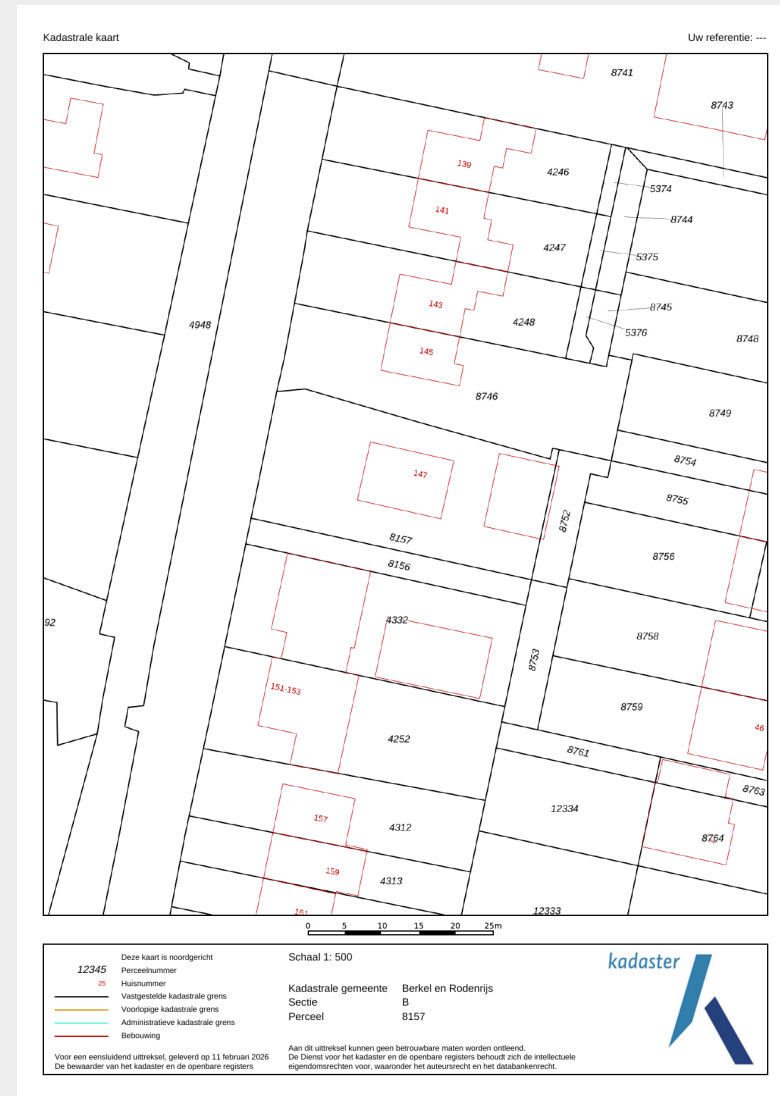 Kadastrale kaart
Uw referentie: ---
8741
8743
139
4246
5374
141
8744
4247
5375
143
8745
4248
5376
4948
8748
145
8746
8749
8754
147
8755
8752
8157
8756
8156
4332
92
8758
8753
151-153
8759
46
4252
8761
8763
12334
157
4312
8764
159
4313
161
12333
0 5 10 15 20 25m
Deze kaart is noordgericht
12345 Perceelnummer
25 Huisnummer
Vastgestelde kadastrale grens
Voorlopige kadastrale grens
Administratieve kadastrale grens
Bebouwing
Voor een eensluidend uittreksel, geleverd op 11 februari 2026
De bewaarder van het kadaster en de openbare registers
Schaal 1: 500
Kadastrale gemeente Berkel en Rodenrijs
Sectie B
Perceel 8157
Aan dit uittreksel kunnen geen betrouwbare maten worden ontleend.
De Dienst voor het kadaster en de openbare registers behoudt zich de intellectuele
eigendomsrechten voor, waaronder het auteursrecht en het databankenrecht.
kadaster